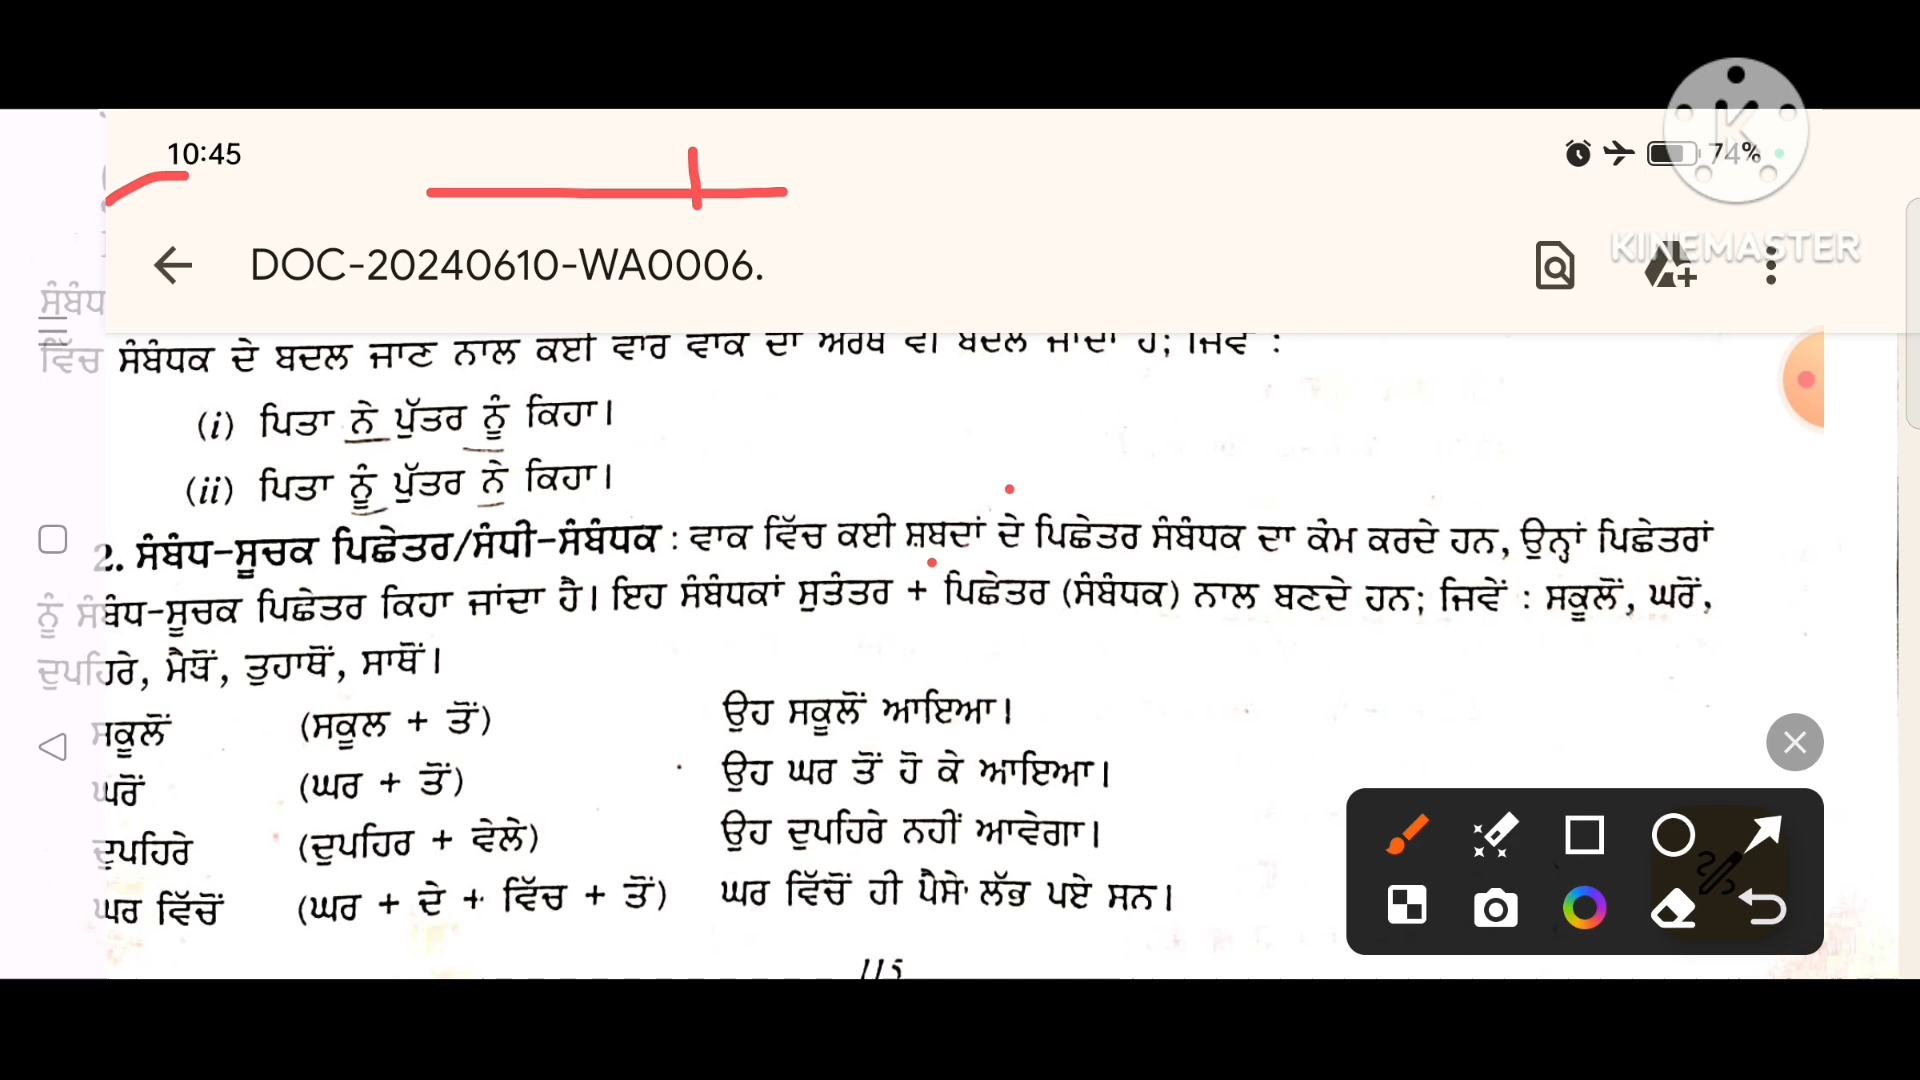 10:45
74%
KINEMASTER
DOC-20240610-WA0006.
ਸੰਬੰਧ
ਵਿੱਚ ਸੰਬੰਧਕ ਦੇ ਬਦਲ ਜਾਣ ਨਾਲ ਕਈ ਵਾਰ ਵਾਕ ਦਾ ਅਰਥ ਵੀ ਬਦਲ ਜਾਂਦਾ ਹੈ; ਜਿਵੇਂ :
(i) ਪਿਤਾ ਨੇ ਪੁੱਤਰ ਨੂੰ ਕਿਹਾ।
(ii) ਪਿਤਾ ਨੂੰ ਪੁੱਤਰ ਨੇ ਕਿਹਾ।
2. ਸੰਬੰਧ-ਸੂਚਕ ਪਿਛੇਤਰ/ਸੰਧੀ-ਸੰਬੰਧਕ : ਵਾਕ ਵਿੱਚ ਕਈ ਸ਼ਬਦਾਂ ਦੇ ਪਿਛੇਤਰ ਸੰਬੰਧਕ ਦਾ ਕੰਮ ਕਰਦੇ ਹਨ, ਉਨ੍ਹਾਂ ਪਿਛੇਤਰਾਂ
ਨੂੰ ਸੰਬੰਧ-ਸੂਚਕ ਪਿਛੇਤਰ ਕਿਹਾ ਜਾਂਦਾ ਹੈ। ਇਹ ਸੰਬੰਧਕਾਂ ਸੁਤੰਤਰ + ਪਿਛੇਤਰ (ਸੰਬੰਧਕ) ਨਾਲ ਬਣਦੇ ਹਨ; ਜਿਵੇਂ : ਸਕੂਲੋਂ, ਘਰੋਂ,
ਦੁਪਹਿਰੇ, ਮੈਥੋਂ, ਤੁਹਾਥੋਂ, ਸਾਥੋਂ।
ਸਕੂਲੋਂ (ਸਕੂਲ + ਤੋਂ) ਉਹ ਸਕੂਲੋਂ ਆਇਆ।
ਘਰੋਂ (ਘਰ + ਤੋਂ) ਉਹ ਘਰ ਤੋਂ ਹੋ ਕੇ ਆਇਆ।
ਦੁਪਹਿਰੇ (ਦੁਪਹਿਰ + ਵੇਲੇ) ਉਹ ਦੁਪਹਿਰੇ ਨਹੀਂ ਆਵੇਗਾ।
ਘਰ ਵਿੱਚੋਂ (ਘਰ + ਦੇ + ਵਿੱਚ + ਤੋਂ) ਘਰ ਵਿੱਚੋਂ ਹੀ ਪੈਸੇ ਲੱਭ ਪਏ ਸਨ।
115